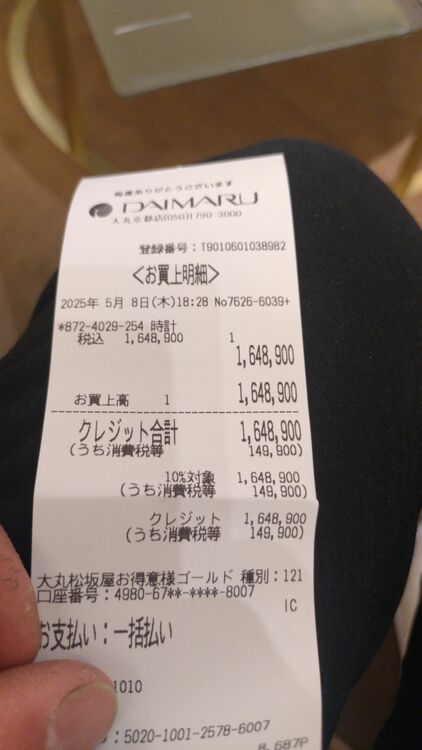 毎度ありがとうございます
DAIMARU
大丸京都店(050)1790-3000
登録番号:T9010601038982
<お買上明細>
2025年 5月 8日(木)18:28 No7626-6039+
*872-4029-254 時計
税込 1,648,900 1
1,648,900
お買上高 1 1,648,900
クレジット合計 1,648,900
(うち消費税等 149,900)
10%対象 1,648,900
(うち消費税等 149,900)
クレジット 1,648,900
(うち消費税等 149,900)
大丸松坂屋お得意様ゴールド 種別:121
口座番号:4980-67**-****-8007
IC
お支払い:一括払い
1010
:5020-1001-2578-6007
8,687P